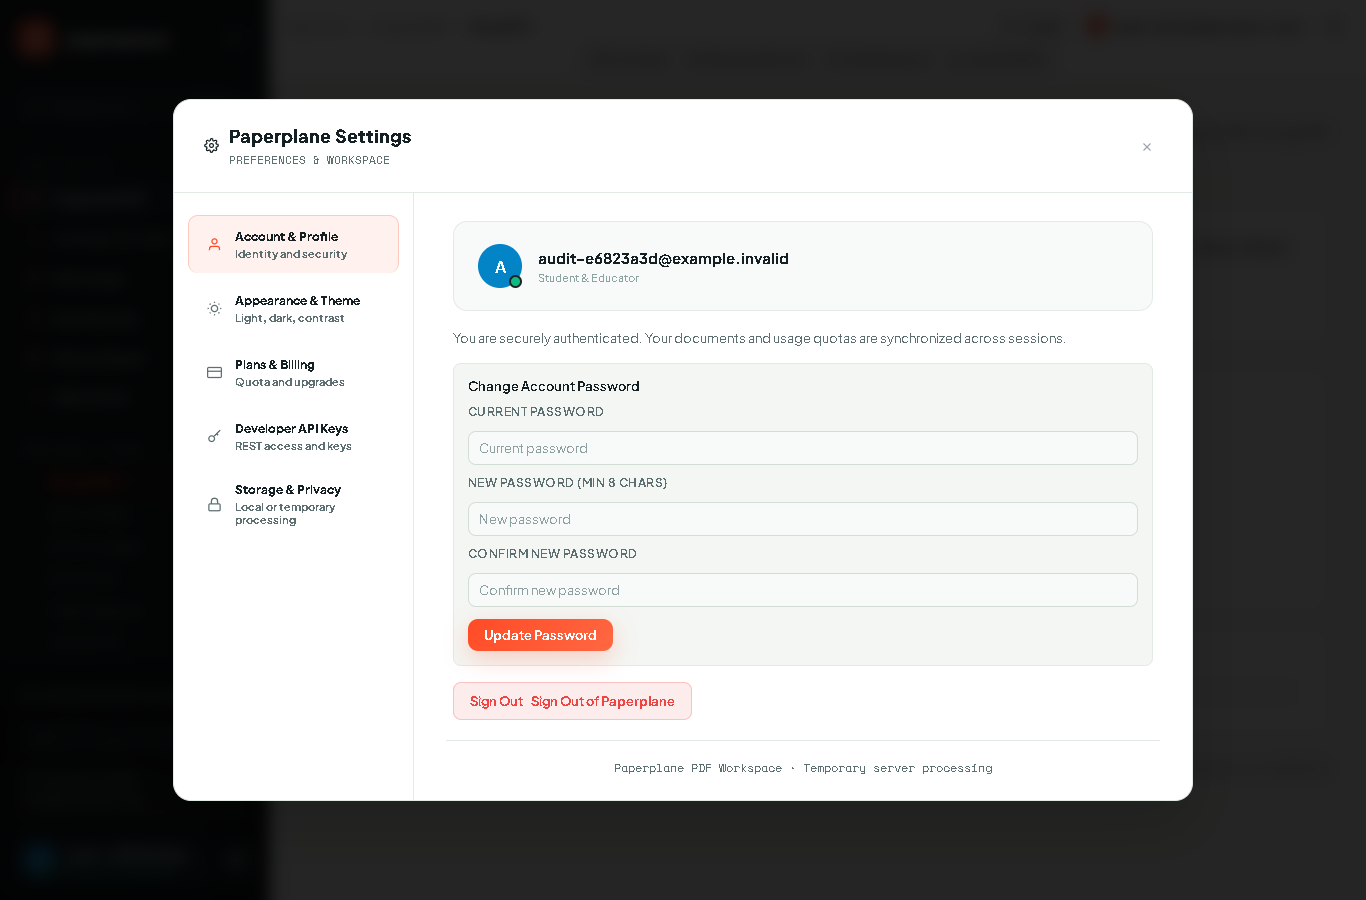 Paperplane Settings
PREFERENCES & WORKSPACE
×
Account & Profile
Identity and security
Appearance & Theme
Light, dark, contrast
Plans & Billing
Quota and upgrades
Developer API Keys
REST access and keys
Storage & Privacy
Local or temporary
processing
A
audit-e6823a3d@example.invalid
Student & Educator
You are securely authenticated. Your documents and usage quotas are synchronized across sessions.
Change Account Password
CURRENT PASSWORD
Current password
NEW PASSWORD (MIN 8 CHARS)
New password
CONFIRM NEW PASSWORD
Confirm new password
Update Password
Sign Out Sign Out of Paperplane
Paperplane PDF Workspace · Temporary server processing